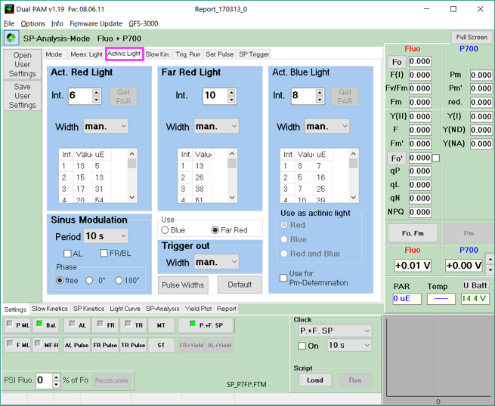 Dual PAM v1.19 Fw: 08.06.11 Report_170313_0
File Options Info Firmware Update GFS-3000
SP-Analysis-Mode Fluo + P700 Full Screen
Open User Settings
Save User Settings
Mode Meas. Light Actinic Light Slow Kin. Trig. Run Sat. Pulse SP Trigger
Act. Red Light
Int. 6 Get PAR
Width man.
Int. Value uE
1 13 5
2 15 13
3 17 31
4 20 54
Far Red Light
Int. 10
Width man.
Int. Value
1 13
2 26
3 38
4 51
Act. Blue Light
Int. 8 Get PAR
Width man.
Int. Value uE
1 3 7
2 5 16
3 7 25
4 10 39
Sinus Modulation
Period 10 s
AL FR/BL
Phase
free 0° 180°
Use
Blue Far Red
Trigger out
Width man.
Pulse Widths Default
Use as actinic light
Red
Blue
Red and Blue
Use for
Pm-Determination
Fluo P700
Fo 0.000
F(I) 0.000 Pm 0.000
Fv/Fm 0.000 Pm' 0.000
Fm 0.000 red. 0.000
Y(II) 0.000 Y(I) 0.000
F 0.000 Y(ND) 0.000
Fm' 0.000 Y(NA) 0.000
Fo' 0.000
qP 0.000
qL 0.000
qN 0.000
NPQ 0.000
Fo, Fm Pm
Fluo P700
+0.01 V +0.00 V
PAR Temp U Batt.
0 uE ---- 14.4 V
Settings Slow Kinetics SP Kinetics Light Curve SP-Analysis Yield Plot Report
P ML Bal. AL FR TR MT P.+F. SP
F ML MF-H AL Pulse FR Pulse TR Pulse ST FR+Yield AL+Yield
PSI Fluo 0 % of Fo Recalculate
SP_P7FI*.FTM
Clock
P.+F. SP
On 10 s
Script
Load Run
0